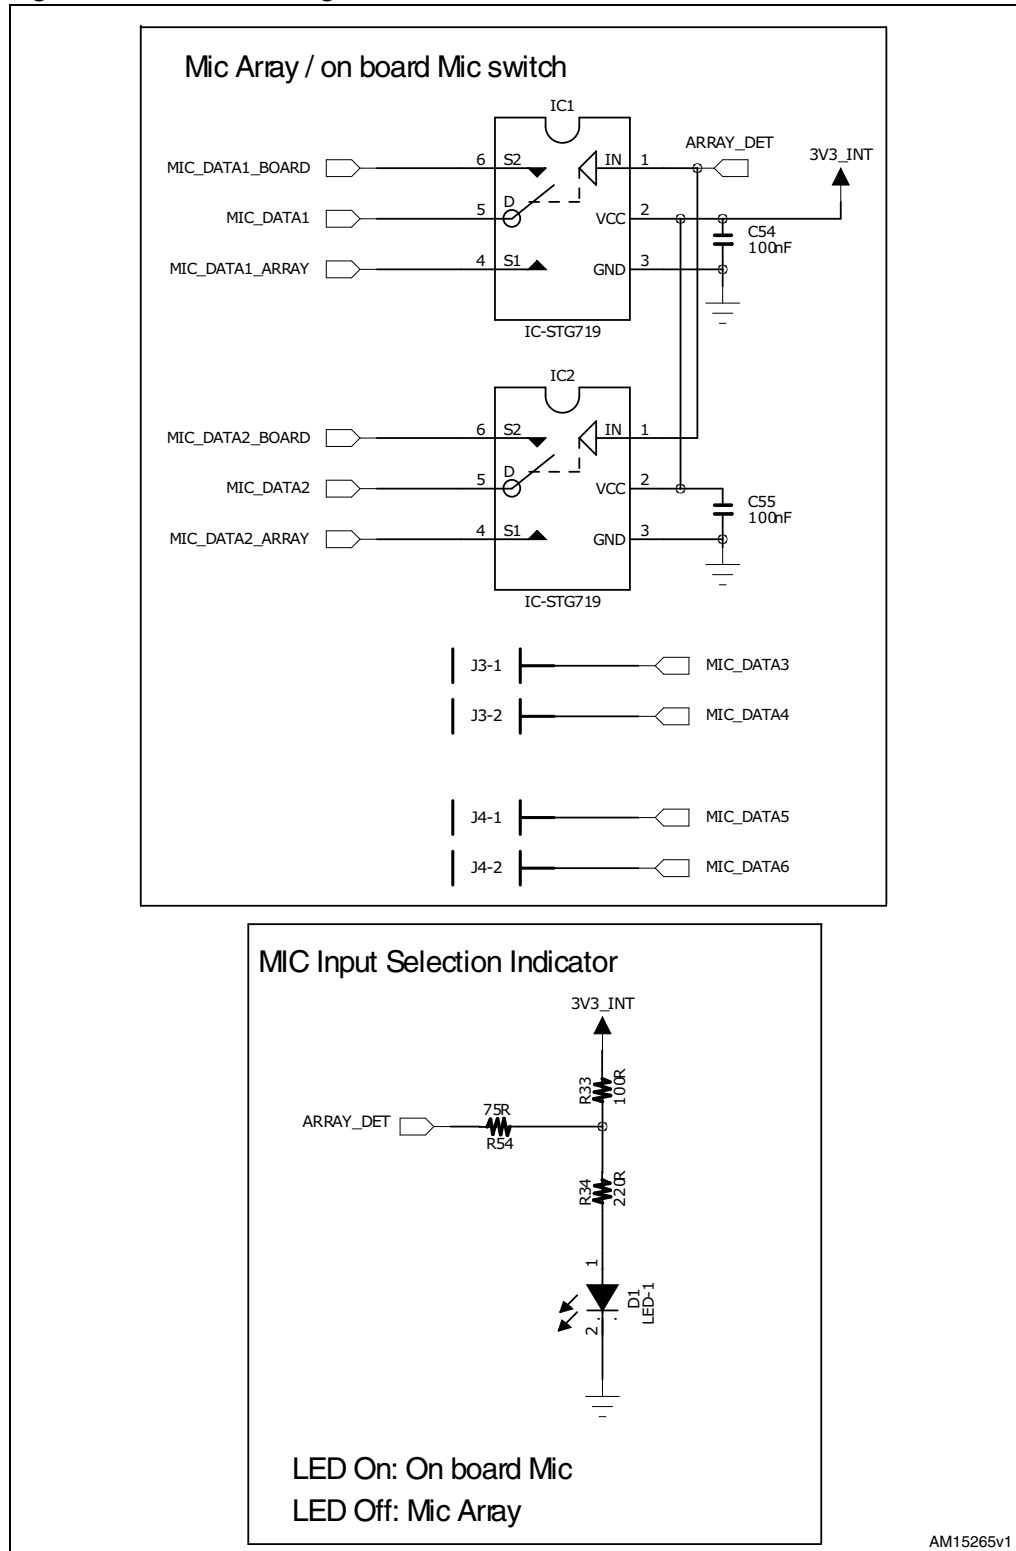 Mic Array / on board Mic switch
IC1
ARRAY_DET
3V3_INT
MIC_DATA1_BOARD 6 S2 IN 1
MIC_DATA1 5 D VCC 2
C54
100nF
MIC_DATA1_ARRAY 4 S1 GND 3
IC-STG719
IC2
MIC_DATA2_BOARD 6 S2 IN 1
MIC_DATA2 5 D VCC 2
C55
100nF
MIC_DATA2_ARRAY 4 S1 GND 3
IC-STG719
J3-1 MIC_DATA3
J3-2 MIC_DATA4
J4-1 MIC_DATA5
J4-2 MIC_DATA6
MIC Input Selection Indicator
3V3_INT
R33
100R
ARRAY_DET
75R
R54
R34
220R
1
D1
LED-1
2
LED On: On board Mic
LED Off: Mic Array
AM15265v1